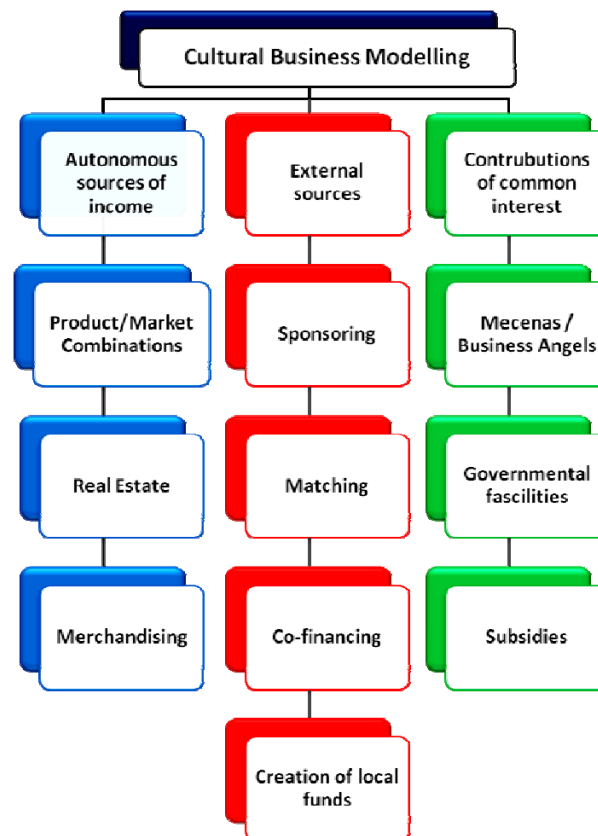 Cultural Business Modelling
Autonomous
sources of
income
Product/Market
Combinations
Real Estate
Merchandising
External
sources
Sponsoring
Matching
Co-financing
Creation of local
funds
Contrubutions
of common
interest
Mecenas /
Business Angels
Governmental
fascilities
Subsidies